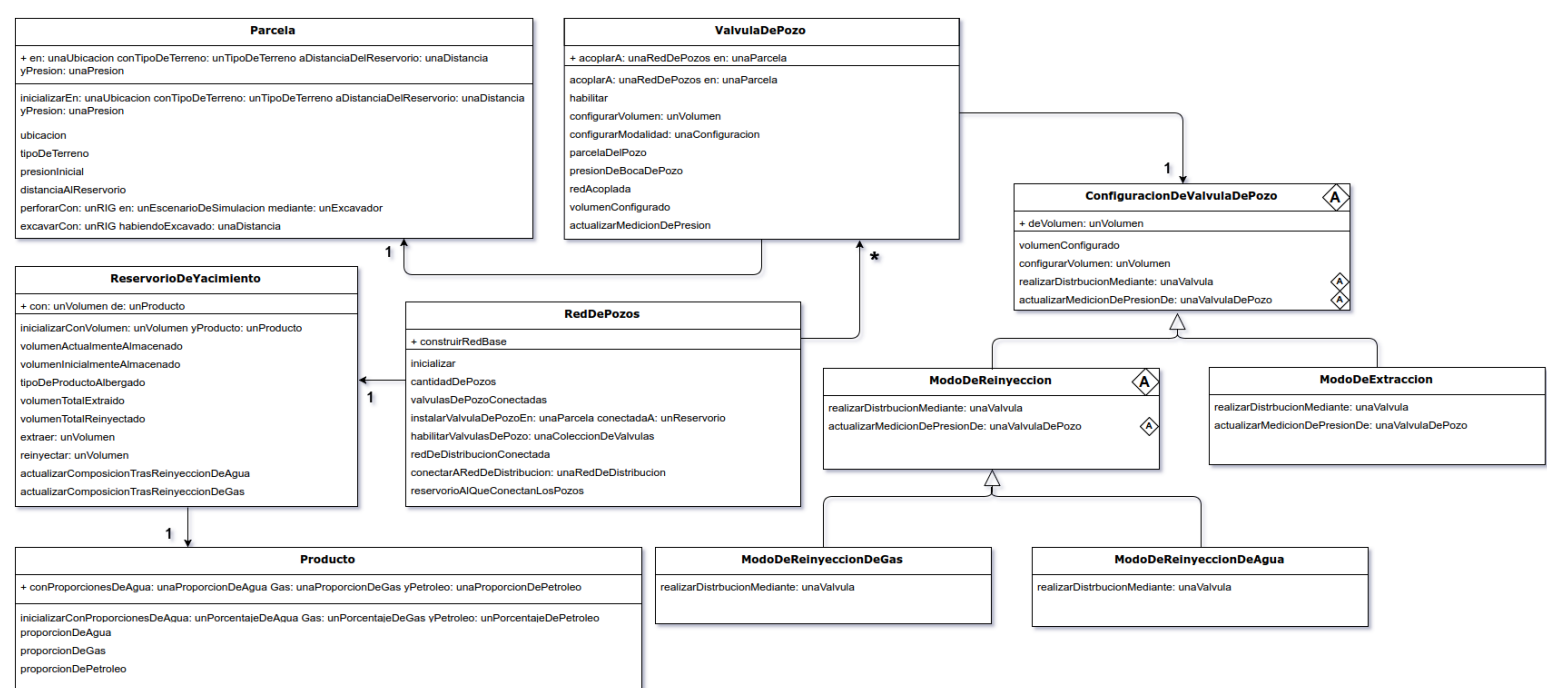 Parcela
+ en: unaUbicacion conTipoDeTerreno: unTipoDeTerreno aDistanciaDelReservorio: unaDistancia
yPresion: unaPresion
inicializarEn: unaUbicacion conTipoDeTerreno: unTipoDeTerreno aDistanciaDelReservorio: unaDistancia
yPresion: unaPresion
ubicacion
tipoDeTerreno
presionInicial
distanciaAlReservorio
perforarCon: unRIG en: unEscenarioDeSimulacion mediante: unExcavador
excavarCon: unRIG habiendoExcavado: unaDistancia
1
ValvulaDePozo
+ acoplarA: unaRedDePozos en: unaParcela
acoplarA: unaRedDePozos en: unaParcela
habilitar
configurarVolumen: unVolumen
configurarModalidad: unaConfiguracion
parcelaDelPozo
presionDeBocaDePozo
redAcoplada
volumenConfigurado
actualizarMedicionDePresion
*
1
ConfiguracionDeValvulaDePozo
A
+ deVolumen: unVolumen
volumenConfigurado
configurarVolumen: unVolumen
realizarDistrbucionMediante: unaValvula
A
actualizarMedicionDePresionDe: unaValvulaDePozo
A
ReservorioDeYacimiento
+ con: unVolumen de: unProducto
inicializarConVolumen: unVolumen yProducto: unProducto
volumenActualmenteAlmacenado
volumenInicialmenteAlmacenado
tipoDeProductoAlbergado
volumenTotalExtraido
volumenTotalReinyectado
extraer: unVolumen
reinyectar: unVolumen
actualizarComposicionTrasReinyeccionDeAgua
actualizarComposicionTrasReinyeccionDeGas
1
1
RedDePozos
+ construirRedBase
inicializar
cantidadDePozos
valvulasDePozoConectadas
instalarValvulaDePozoEn: unaParcela conectadaA: unReservorio
habilitarValvulasDePozo: unaColeccionDeValvulas
redDeDistribucionConectada
conectarARedDeDistribucion: unaRedDeDistribucion
reservorioAlQueConectanLosPozos
ModoDeReinyeccion
A
realizarDistrbucionMediante: unaValvula
actualizarMedicionDePresionDe: unaValvulaDePozo
A
ModoDeExtraccion
realizarDistrbucionMediante: unaValvula
actualizarMedicionDePresionDe: unaValvulaDePozo
Producto
+ conProporcionesDeAgua: unaProporcionDeAgua Gas: unaProporcionDeGas yPetroleo: unaProporcionDePetroleo
inicializarConProporcionesDeAgua: unPorcentajeDeAgua Gas: unPorcentajeDeGas yPetroleo: unPorcentajeDePetroleo
proporcionDeAgua
proporcionDeGas
proporcionDePetroleo
ModoDeReinyeccionDeGas
realizarDistrbucionMediante: unaValvula
ModoDeReinyeccionDeAgua
realizarDistrbucionMediante: unaValvula